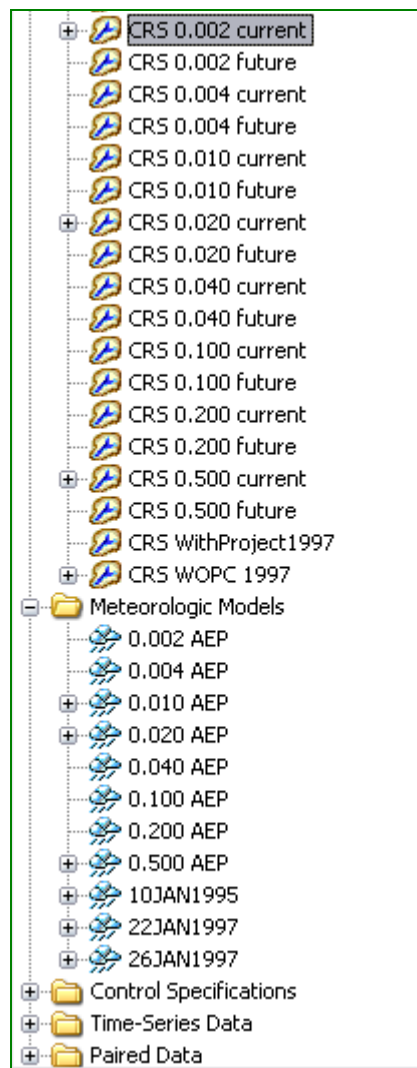 CRS 0.002 current
CRS 0.002 future
CRS 0.004 current
CRS 0.004 future
CRS 0.010 current
CRS 0.010 future
CRS 0.020 current
CRS 0.020 future
CRS 0.040 current
CRS 0.040 future
CRS 0.100 current
CRS 0.100 future
CRS 0.200 current
CRS 0.200 future
CRS 0.500 current
CRS 0.500 future
CRS WithProject1997
CRS WOPC 1997
Meteorologic Models
0.002 AEP
0.004 AEP
0.010 AEP
0.020 AEP
0.040 AEP
0.100 AEP
0.200 AEP
0.500 AEP
10JAN1995
22JAN1997
26JAN1997
Control Specifications
Time-Series Data
Paired Data